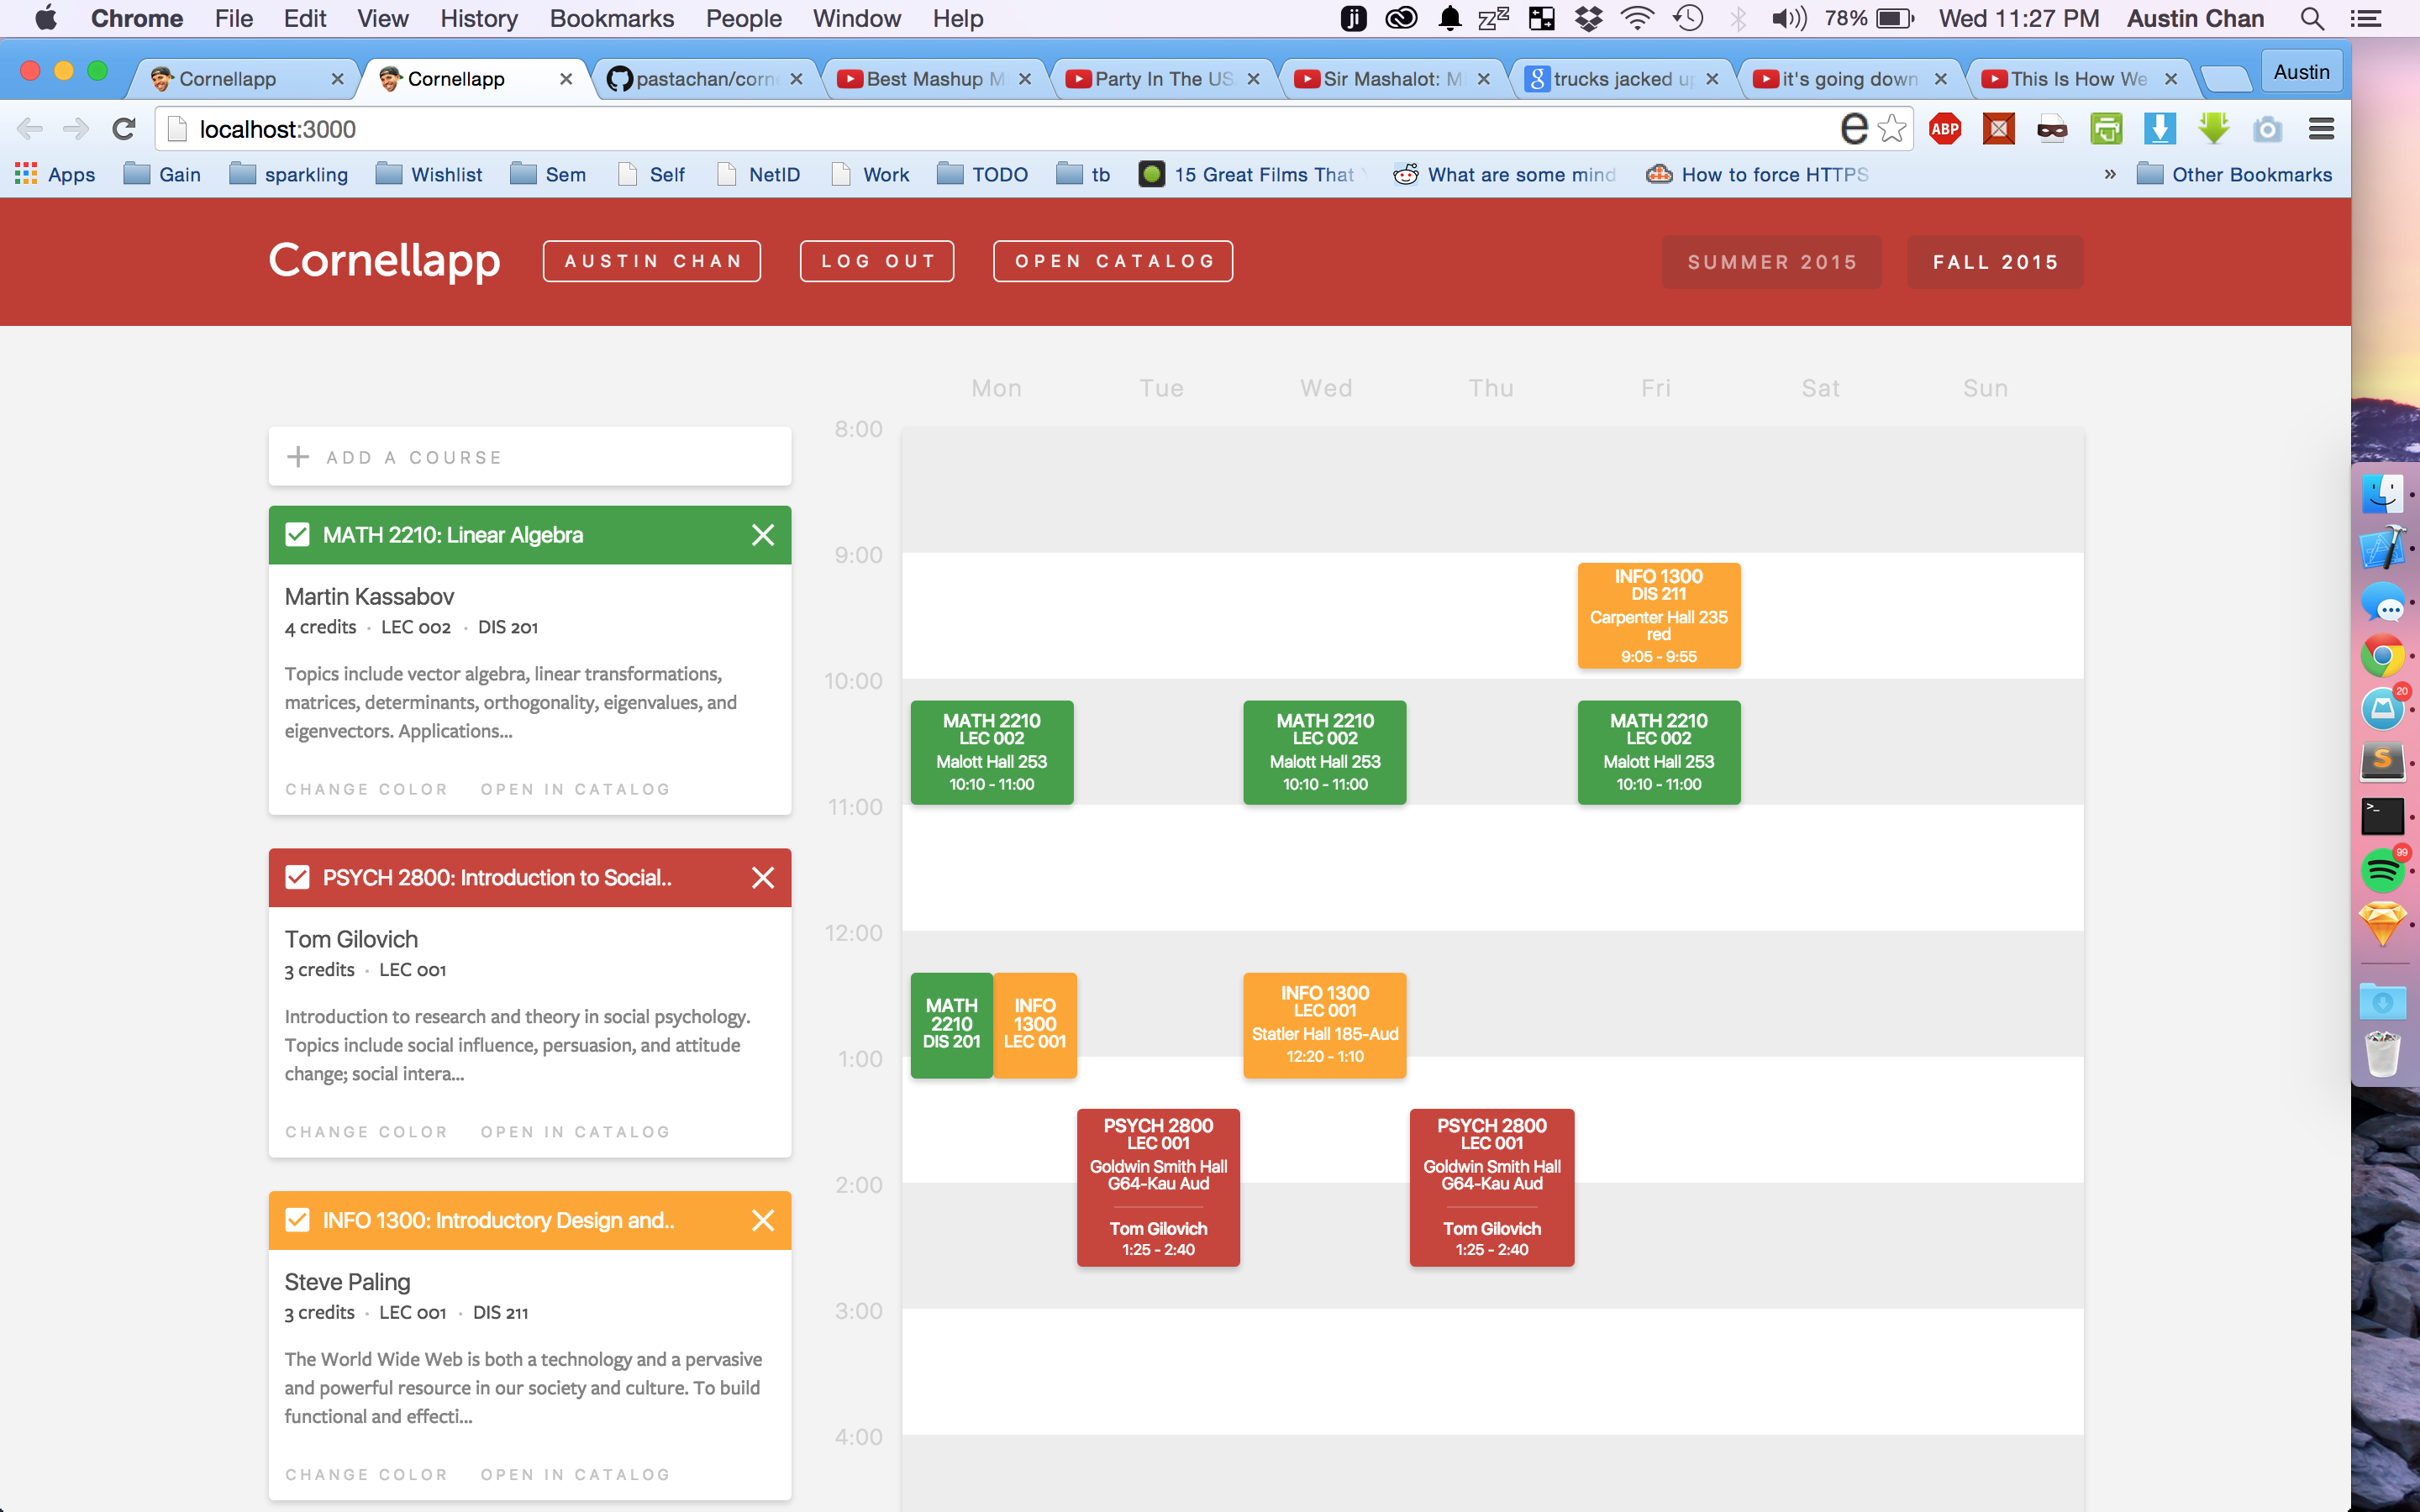 Chrome File Edit View History Bookmarks People Window Help
78% Wed 11:27 PM Austin Chan
Cornellapp
Cornellapp
pastachan/corn
Best Mashup M
Party In The US
Sir Mashalot: M
trucks jacked up
it's going down
This Is How We
Austin
localhost:3000
ABP
Apps Gain sparkling Wishlist Sem Self NetID Work TODO tb 15 Great Films That What are some mind How to force HTTPS » Other Bookmarks
Cornellapp AUSTIN CHAN LOG OUT OPEN CATALOG SUMMER 2015 FALL 2015
Mon Tue Wed Thu Fri Sat Sun
ADD A COURSE
MATH 2210: Linear Algebra
Martin Kassabov
4 credits · LEC 002 · DIS 201
Topics include vector algebra, linear transformations,
matrices, determinants, orthogonality, eigenvalues, and
eigenvectors. Applications...
CHANGE COLOR OPEN IN CATALOG
PSYCH 2800: Introduction to Social..
Tom Gilovich
3 credits · LEC 001
Introduction to research and theory in social psychology.
Topics include social influence, persuasion, and attitude
change; social intera...
CHANGE COLOR OPEN IN CATALOG
INFO 1300: Introductory Design and..
Steve Paling
3 credits · LEC 001 · DIS 211
The World Wide Web is both a technology and a pervasive
and powerful resource in our society and culture. To build
functional and effecti...
CHANGE COLOR OPEN IN CATALOG
8:00
9:00
10:00
11:00
12:00
1:00
2:00
3:00
4:00
INFO 1300
DIS 211
Carpenter Hall 235
red
9:05 - 9:55
MATH 2210
LEC 002
Malott Hall 253
10:10 - 11:00
MATH 2210
LEC 002
Malott Hall 253
10:10 - 11:00
MATH 2210
LEC 002
Malott Hall 253
10:10 - 11:00
MATH
2210
DIS 201
INFO
1300
LEC 001
INFO 1300
LEC 001
Statler Hall 185-Aud
12:20 - 1:10
PSYCH 2800
LEC 001
Goldwin Smith Hall
G64-Kau Aud
Tom Gilovich
1:25 - 2:40
PSYCH 2800
LEC 001
Goldwin Smith Hall
G64-Kau Aud
Tom Gilovich
1:25 - 2:40
20
99